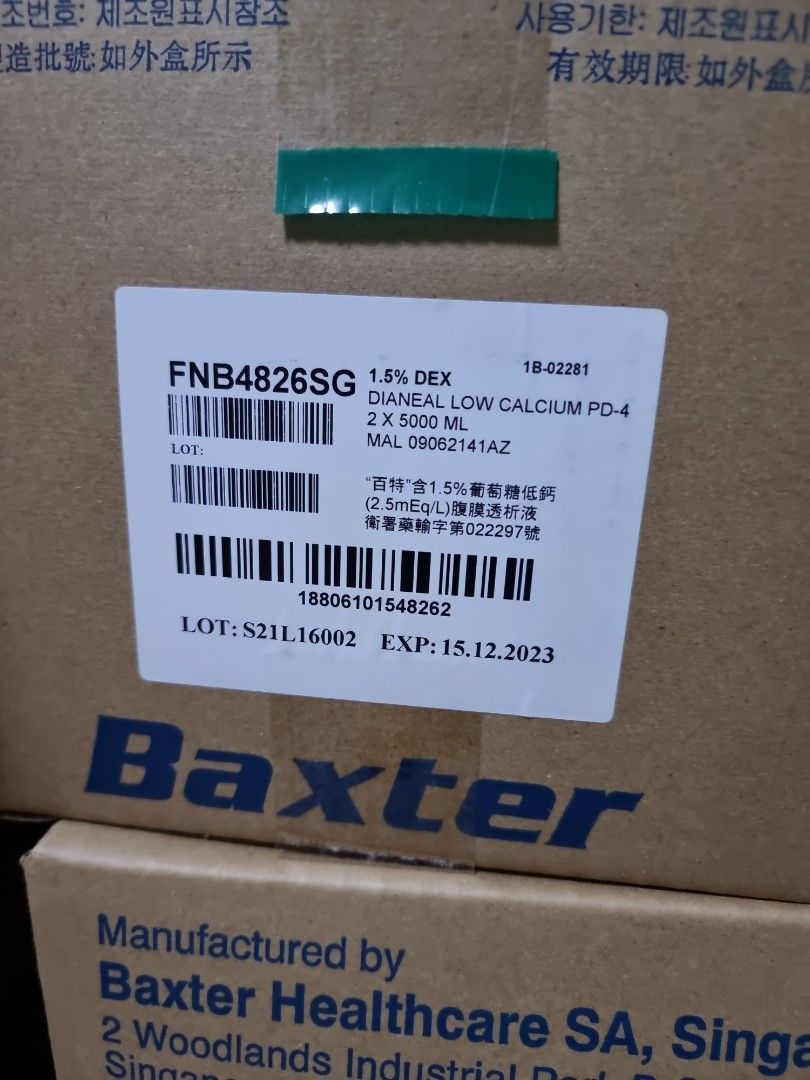 조번호: 제조원표시참조
사용기한: 제조원표시
造批號:如外盒所示
有效期限:如外盒
FNB4826SG
1.5% DEX
1B-02281
DIANEAL LOW CALCIUM PD-4
2 X 5000 ML
MAL 09062141AZ
LOT:
“百特”含1.5%葡萄糖低鈣
(2.5mEq/L)腹膜透析液
衛署藥輸字第022297號
18806101548262
LOT: S21L16002 EXP: 15.12.2023
Baxter
Manufactured by
Baxter Healthcare SA, Singa
2 Woodlands Industrial